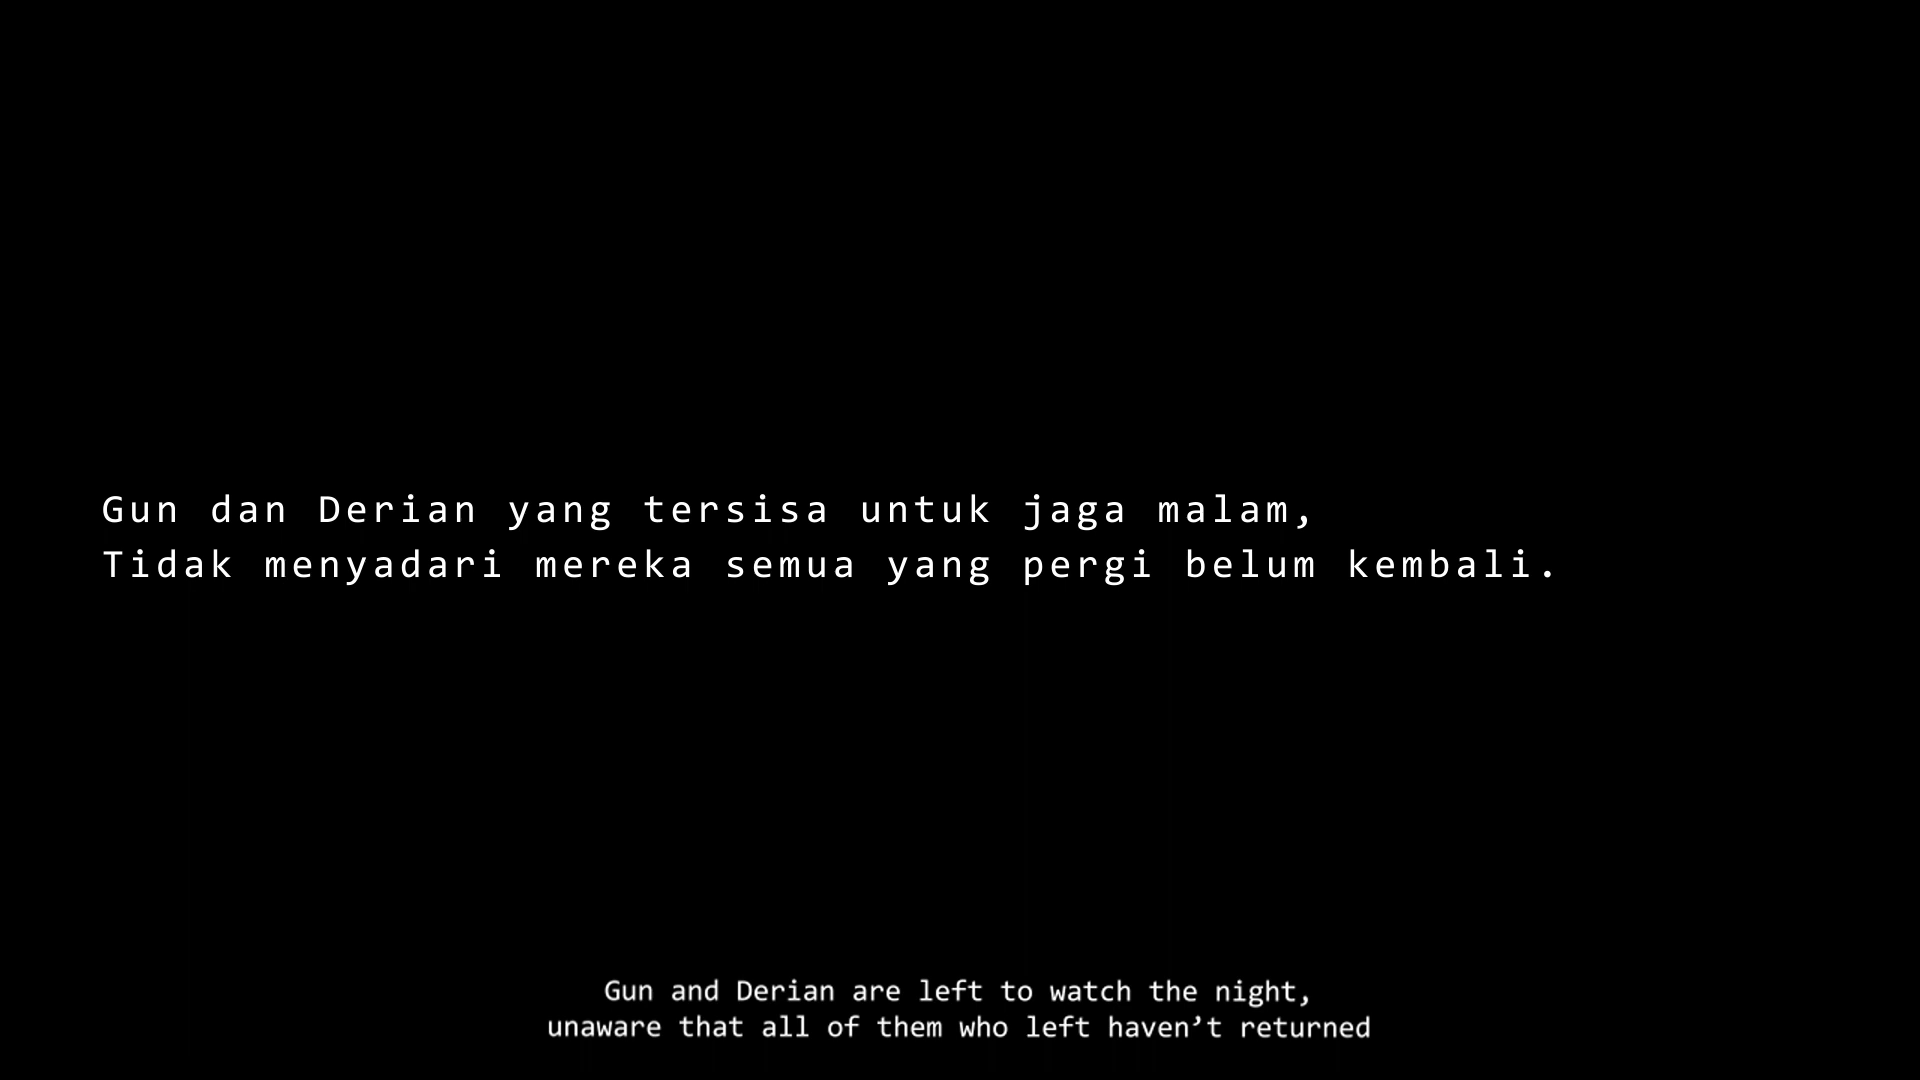 Gun dan Derian yang tersisa untuk jaga malam,
Tidak menyadari mereka semua yang pergi belum kembali.
Gun and Derian are left to watch the night,
unaware that all of them who left haven’t returned